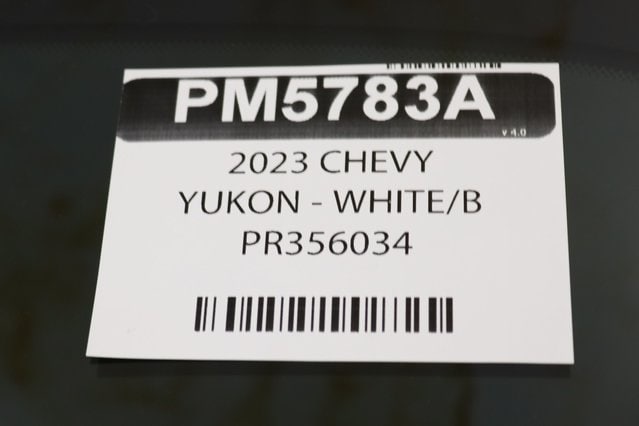 PM5783A
v 4.0
2023 CHEVY
YUKON - WHITE/B
PR356034